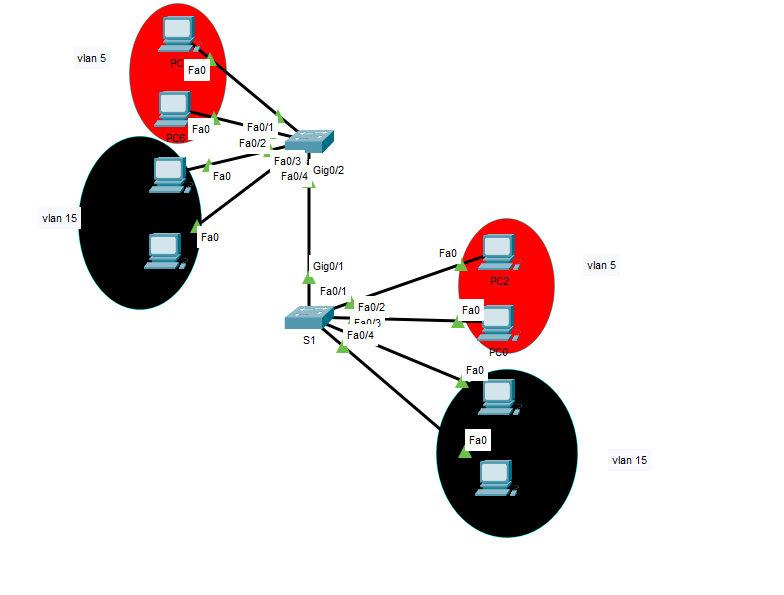 vlan 5
PC
Fa0
Fa0
PC6
Fa0/1
Fa0/2
Fa0/3
Fa0/4
Gig0/2
Fa0
vlan 15
Fa0
Gig0/1
Fa0/1
Fa0/2
Fa0/3
Fa0/4
S1
Fa0
PC2
vlan 5
Fa0
PC0
Fa0
Fa0
vlan 15